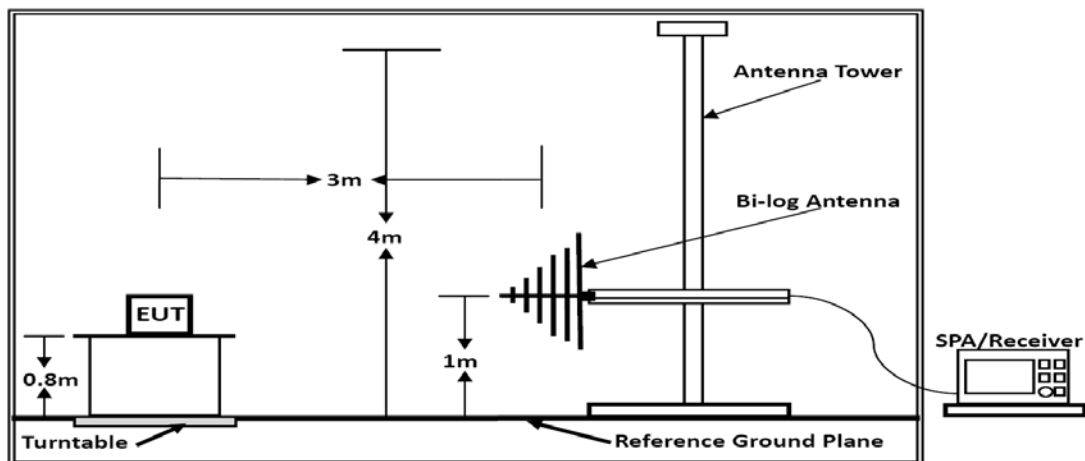 Antenna Tower
3m
Bi-log Antenna
4m
EUT
SPA/Receiver
0.8m
1m
Turntable
Reference Ground Plane